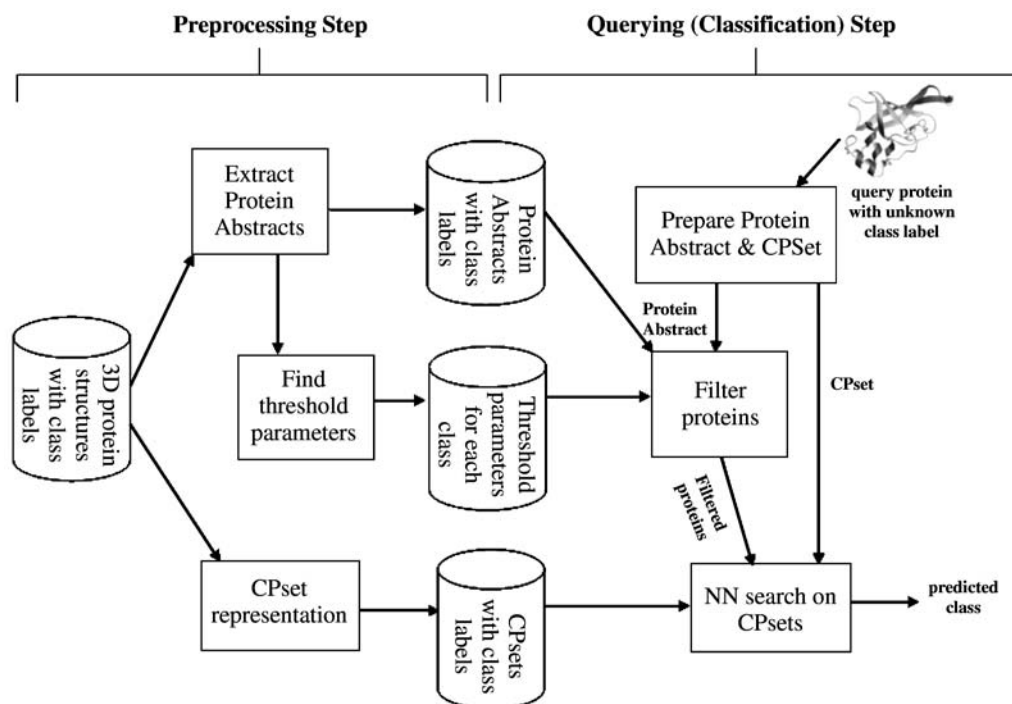 Preprocessing Step
Querying (Classification) Step
Extract
Protein
Abstracts
Protein
Abstracts
with class
labels
query protein
with unknown
class label
Prepare Protein
Abstract & CPSet
3D protein
structures
with class
labels
Find
threshold
parameters
Threshold
parameters
for each
class
Protein
Abstract
Filter
proteins
CPset
Filtered
proteins
CPset
representation
CPsets
with class
labels
NN search on
CPsets
predicted
class